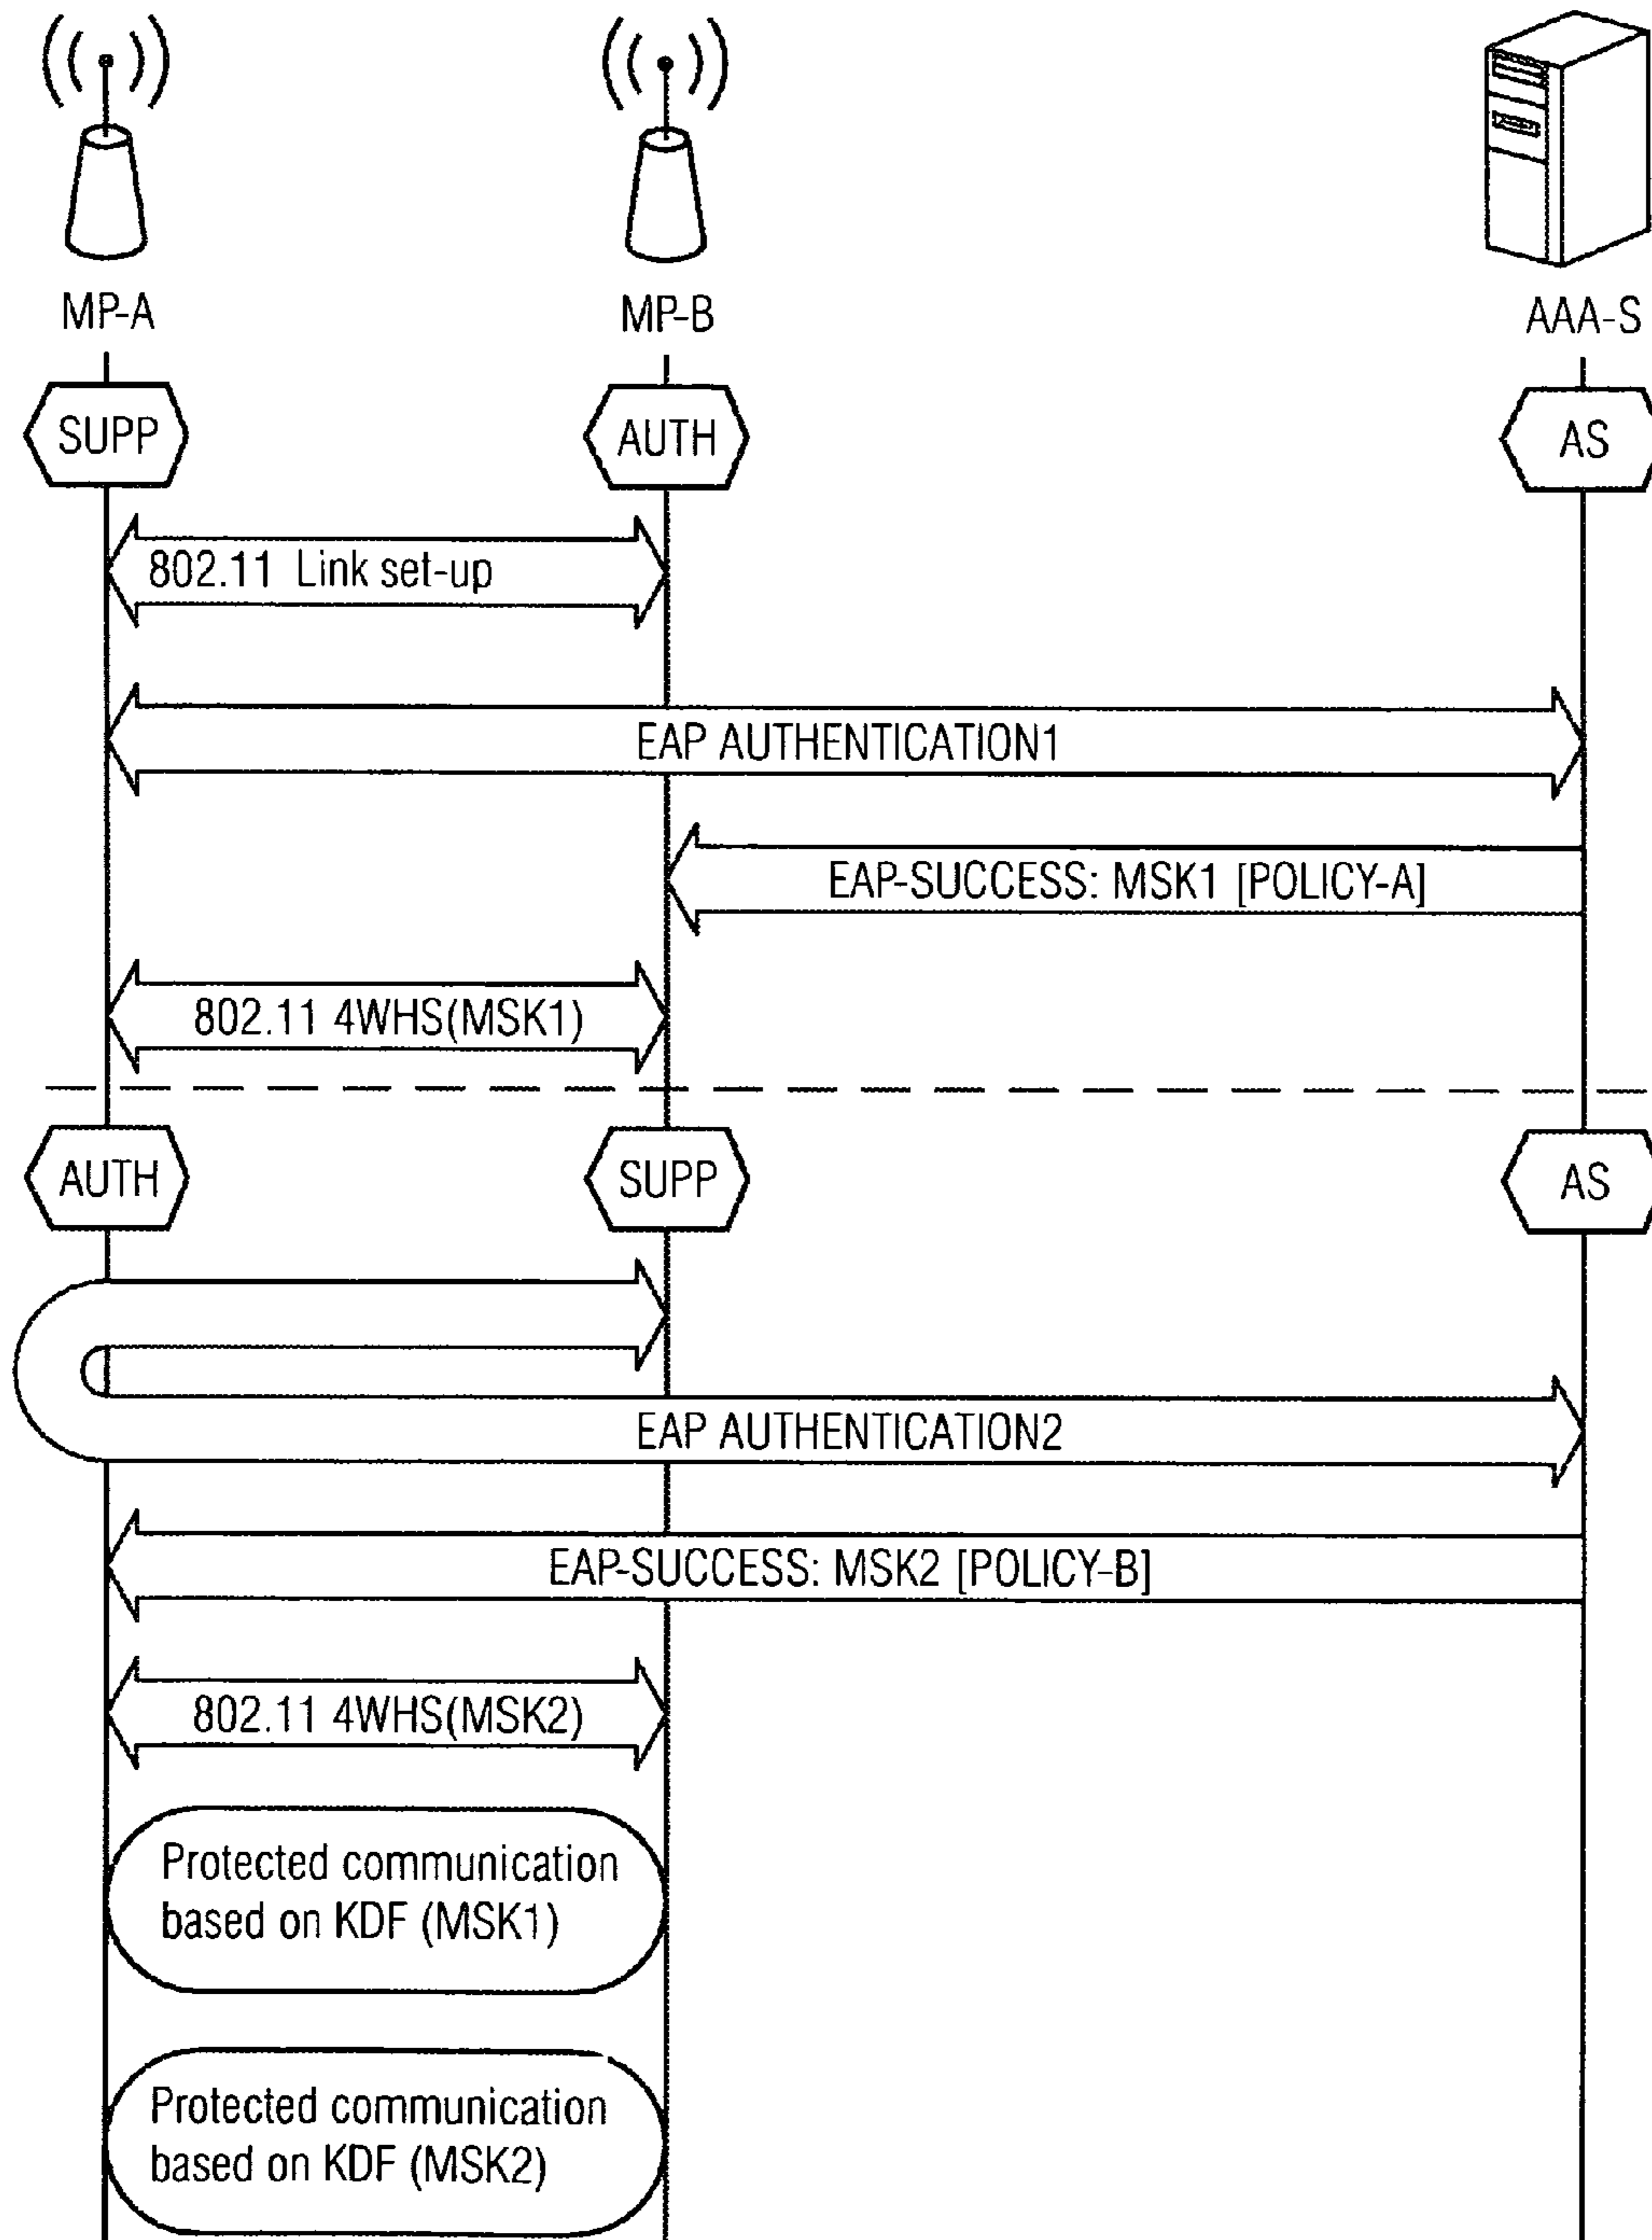 MP-A
MP-B
AAA-S
SUPP
AUTH
AS
802.11 Link set-up
EAP AUTHENTICATION1
EAP-SUCCESS: MSK1 [POLICY-A]
802.11 4WHS(MSK1)
AUTH
SUPP
AS
EAP AUTHENTICATION2
EAP-SUCCESS: MSK2 [POLICY-B]
802.11 4WHS(MSK2)
Protected communication
based on KDF (MSK1)
Protected communication
based on KDF (MSK2)